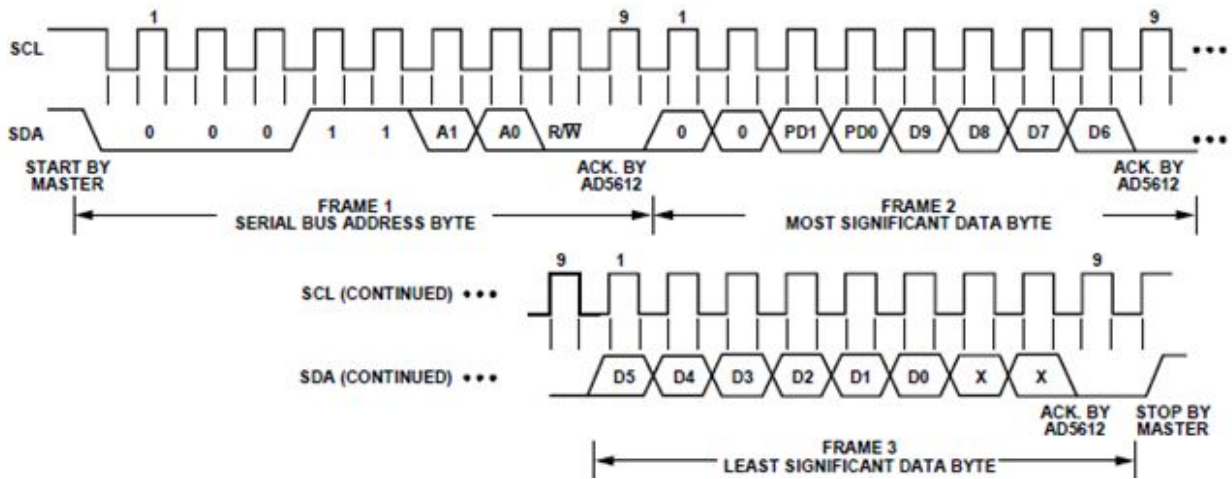 1 9 1 9
SCL
SDA 0 0 0 1 1 A1 A0 R/W̅ 0 0 PD1 PD0 D9 D8 D7 D6
START BY MASTER
ACK. BY AD5612
ACK. BY AD5612
FRAME 1
SERIAL BUS ADDRESS BYTE
FRAME 2
MOST SIGNIFICANT DATA BYTE
9 1 9
SCL (CONTINUED)
SDA (CONTINUED) D5 D4 D3 D2 D1 D0 X X
ACK. BY AD5612
STOP BY MASTER
FRAME 3
LEAST SIGNIFICANT DATA BYTE